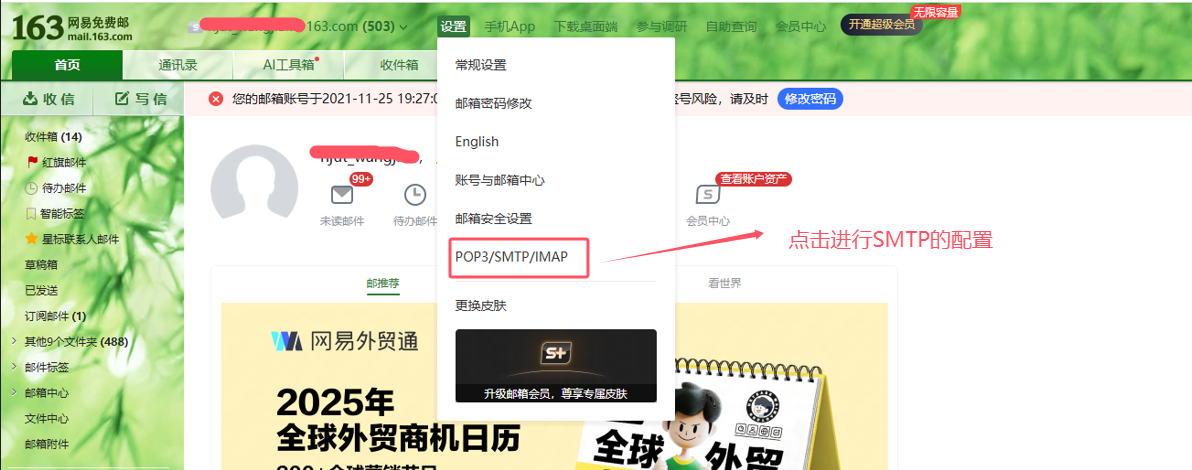 163 网易免费邮
mail.163.com
163.com (503)
设置
手机App
下载桌面端
参与调研
自助查询
会员中心
开通超级会员
无限容量
首页
通讯录
AI工具箱
收件箱
收 信
写 信
您的邮箱账号于2021-11-25 19:27:0
号风险，请及时
修改密码
常规设置
邮箱密码修改
English
账号与邮箱中心
邮箱安全设置
POP3/SMTP/IMAP
更换皮肤
S+
升级邮箱会员，尊享专属皮肤
点击进行SMTP的配置
收件箱 (14)
红旗邮件
待办邮件
智能标签
星标联系人邮件
草稿箱
已发送
订阅邮件 (1)
其他9个文件夹 (488)
邮件标签
邮箱中心
文件中心
邮箱附件
99+
未读邮件
待办邮件
查看账户资产
S
会员中心
邮推荐
看世界
网易外贸通
2025年
全球外贸商机日历
全球
外贸